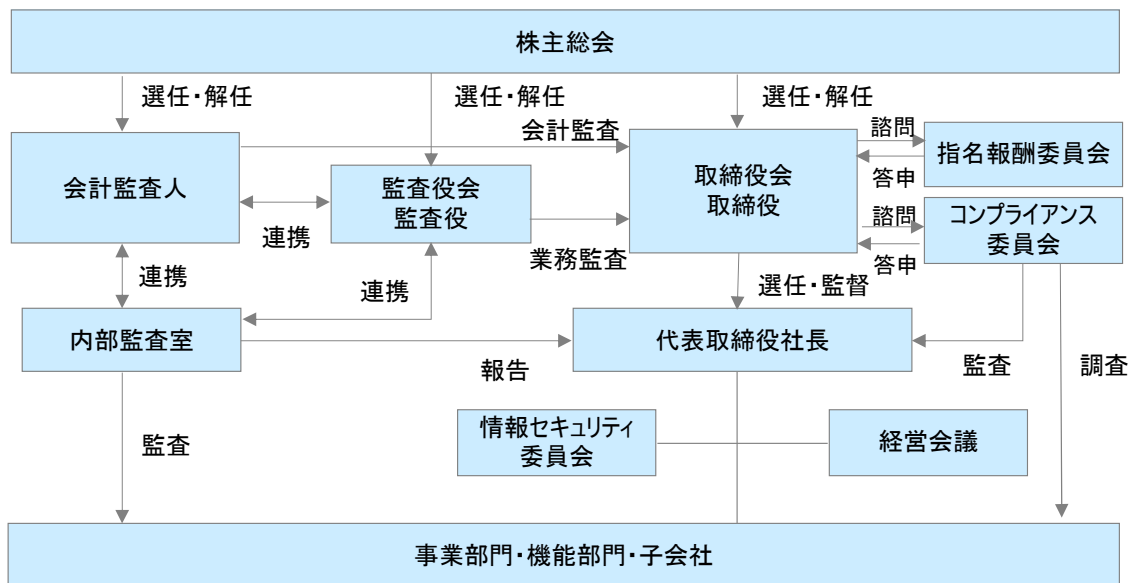 株主総会
選任・解任
選任・解任
選任・解任
会計監査
諮問
会計監査人
監査役会
監査役
取締役会
取締役
指名報酬委員会
答申
連携
業務監査
諮問
コンプライアンス
委員会
答申
連携
連携
選任・監督
内部監査室
代表取締役社長
報告
監査
調査
監査
情報セキュリティ
委員会
経営会議
事業部門・機能部門・子会社